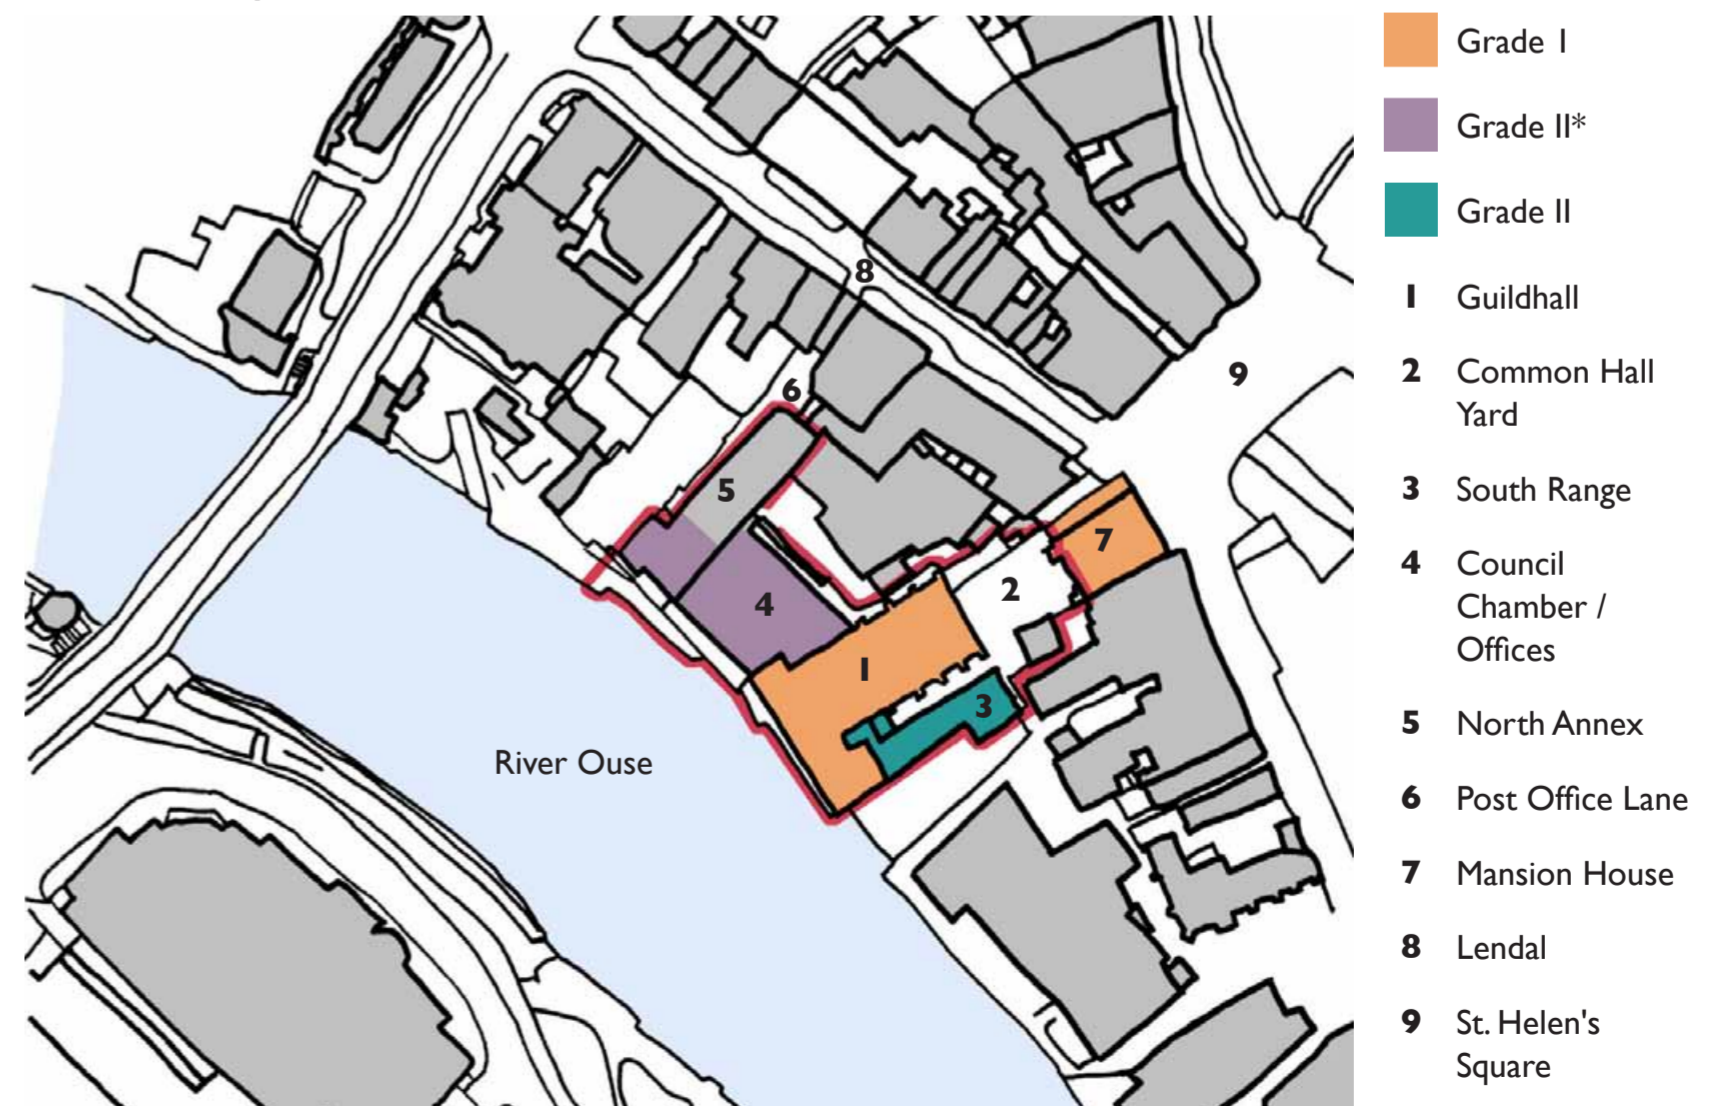 8
9
6
5
7
2
4
1
3
River Ouse
Grade I
Grade II*
Grade II
1 Guildhall
2 Common Hall
Yard
3 South Range
4 Council
Chamber /
Offices
5 North Annex
6 Post Office Lane
7 Mansion House
8 Lendal
9 St. Helen's
Square